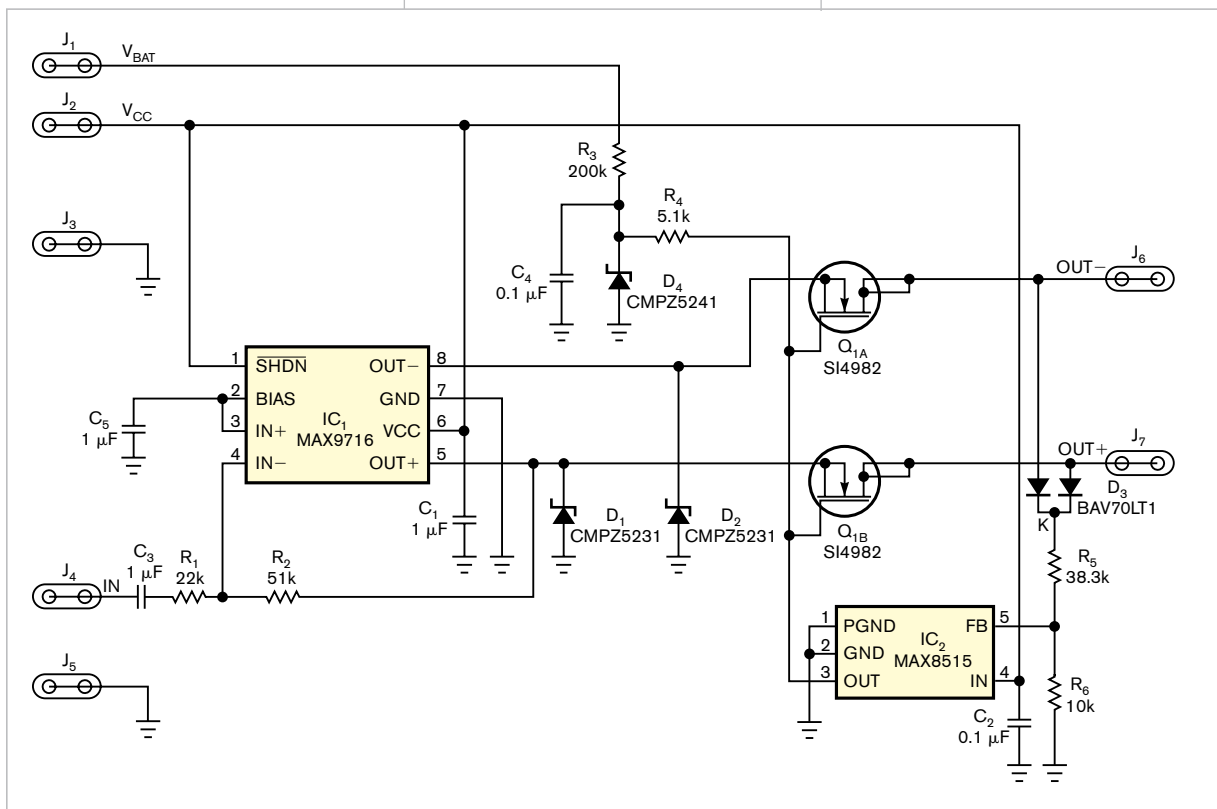 J1
VBAT
J2
VCC
R3
200k
R4
5.1k
J3
J6
OUT−
C4
0.1 µF
D4
CMPZ5241
Q1A
SI4982
1
SHDN
OUT−
8
2
BIAS
GND
7
C5
1 µF
3
IN+
IC1
MAX9716
VCC
6
4
IN−
OUT+
5
J7
OUT+
D3
BAV70LT1
K
C1
1 µF
D1
CMPZ5231
D2
CMPZ5231
Q1B
SI4982
J4
IN
C3
1 µF
R1
22k
R2
51k
R5
38.3k
1
PGND
FB
5
2
GND
IC2
MAX8515
3
OUT
IN
4
R6
10k
C2
0.1 µF
J5